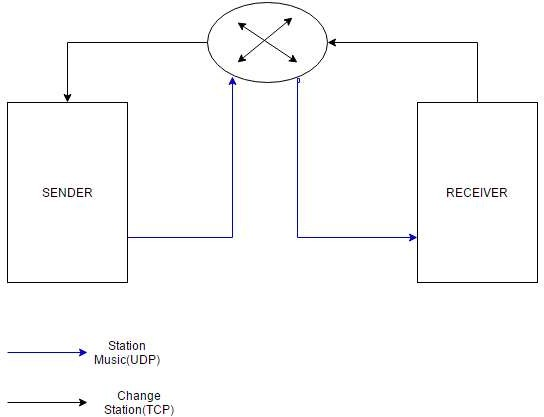 SENDER
RECEIVER
Station
Music(UDP)
Change
Station(TCP)